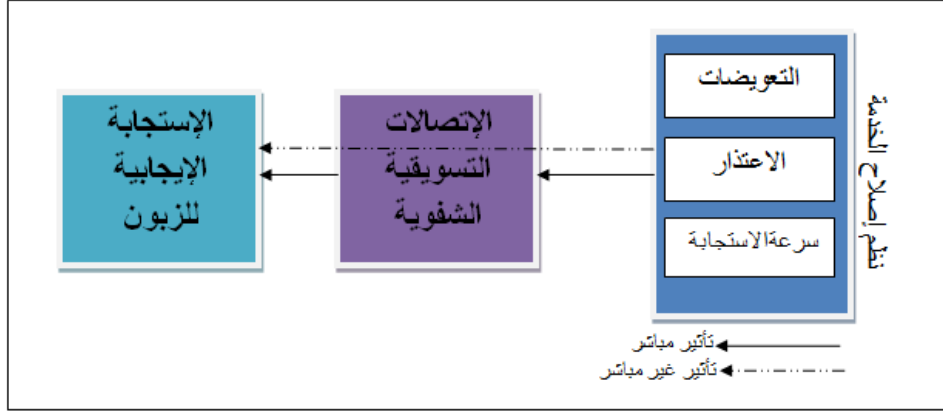 نظم إصلاح الخدمة
التعويضات
الاعتذار
سرعةالاستجابة
الإتصالات
التسويقية
الشفوية
الإستجابة
الإيجابية
للزبون
تأثير مباشر
تأثير غير مباشر